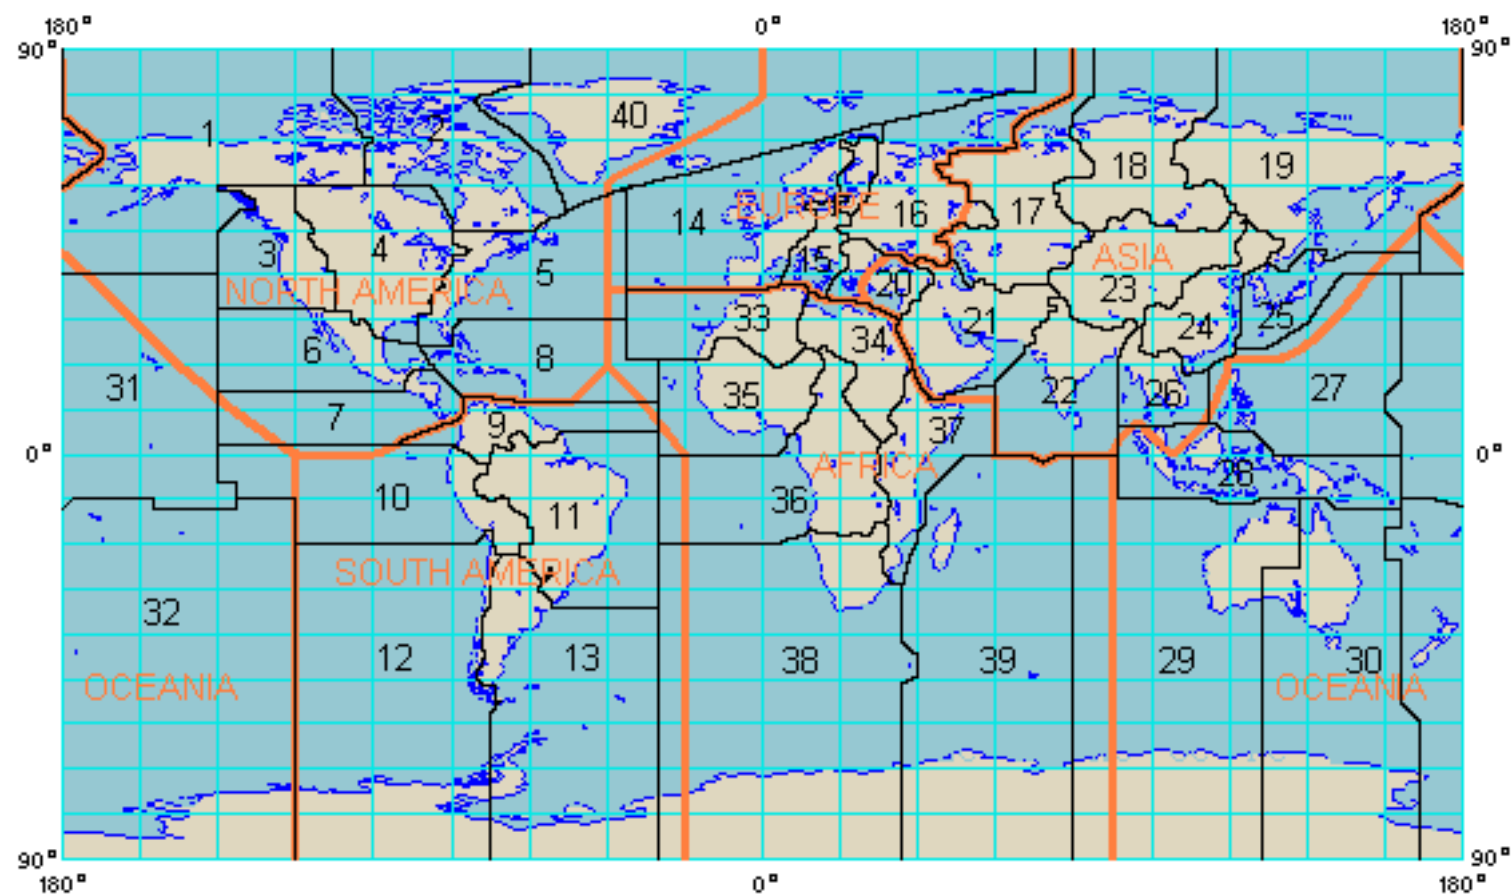 180° 0° 180°
90° 90°
40
1 2
18 19
14 EUROPE 16 17
3 4 15 ASIA
5 20 23
NORTH AMERICA
33 21 24 25
6 8 34
31 7 35 22 26 27
9 37
0° 0°
AFRICA
10 36 28
11
SOUTH AMERICA
32
12 13 38 39 29 30
OCEANIA OCEANIA
90° 90°
180° 0° 180°